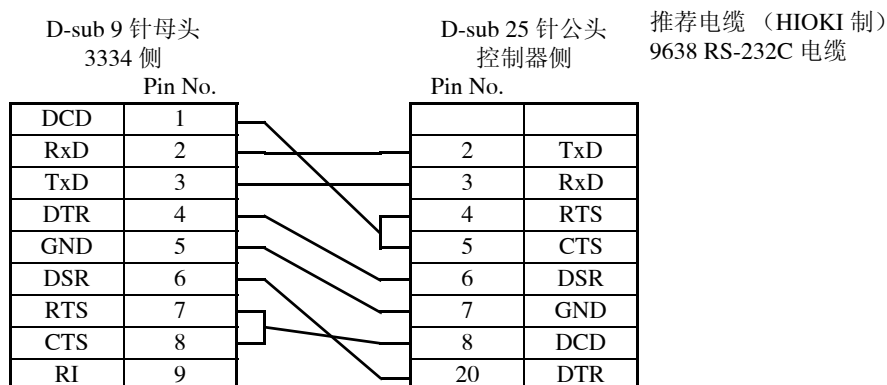 D-sub 9 针母头
3334 侧
Pin No.
D-sub 25 针公头
控制器侧
Pin No.
推荐电缆 （HIOKI 制）
9638 RS-232C 电缆
DCD 1
RxD 2 2 TxD
TxD 3 3 RxD
DTR 4 4 RTS
GND 5 5 CTS
DSR 6 6 DSR
RTS 7 7 GND
CTS 8 8 DCD
RI 9 20 DTR